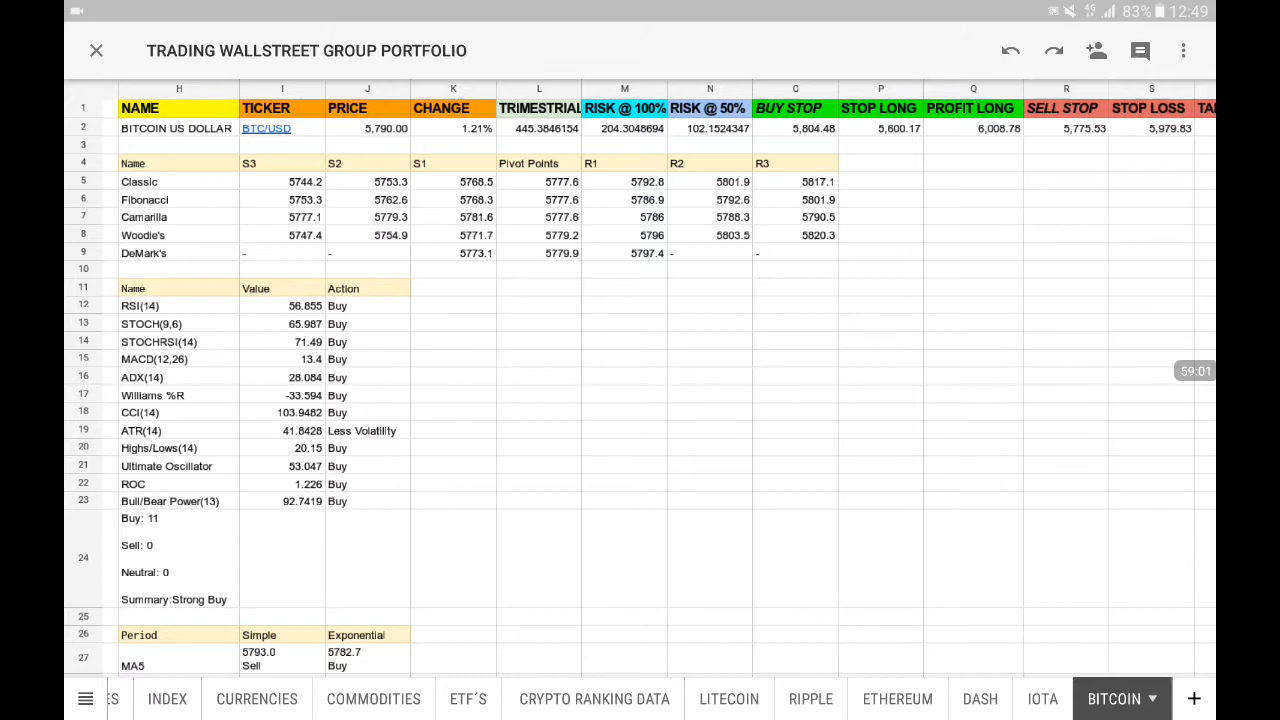 4G 83% 12:49
TRADING WALLSTREET GROUP PORTFOLIO
H I J K L M N O P Q R S
1 NAME TICKER PRICE CHANGE TRIMESTRIAL RISK @ 100% RISK @ 50% BUY STOP STOP LONG PROFIT LONG SELL STOP STOP LOSS TA
2 BITCOIN US DOLLAR BTC/USD 5,790.00 1.21% 445.3846154 204.3048694 102.1524347 5,804.48 5,600.17 6,008.78 5,775.53 5,979.83
3
4 Name S3 S2 S1 Pivot Points R1 R2 R3
5 Classic 5744.2 5753.3 5768.5 5777.6 5792.8 5801.9 5817.1
6 Fibonacci 5753.3 5762.6 5768.3 5777.6 5786.9 5792.6 5801.9
7 Camarilla 5777.1 5779.3 5781.6 5777.6 5786 5788.3 5790.5
8 Woodie's 5747.4 5754.9 5771.7 5779.2 5796 5803.5 5820.3
9 DeMark's - - 5773.1 5779.9 5797.4 - -
10
11 Name Value Action
12 RSI(14) 56.855 Buy
13 STOCH(9,6) 65.987 Buy
14 STOCHRSI(14) 71.49 Buy
15 MACD(12,26) 13.4 Buy
59:01
16 ADX(14) 28.084 Buy
17 Williams %R -33.594 Buy
18 CCI(14) 103.9482 Buy
19 ATR(14) 41.8428 Less Volatility
20 Highs/Lows(14) 20.15 Buy
21 Ultimate Oscillator 53.047 Buy
22 ROC 1.226 Buy
23 Bull/Bear Power(13) 92.7419 Buy
Buy: 11
Sell: 0
24
Neutral: 0
Summary:Strong Buy
25
26 Period Simple Exponential
5793.0 5782.7
27 MA5 Sell Buy
ES INDEX CURRENCIES COMMODITIES ETF´S CRYPTO RANKING DATA LITECOIN RIPPLE ETHEREUM DASH IOTA BITCOIN